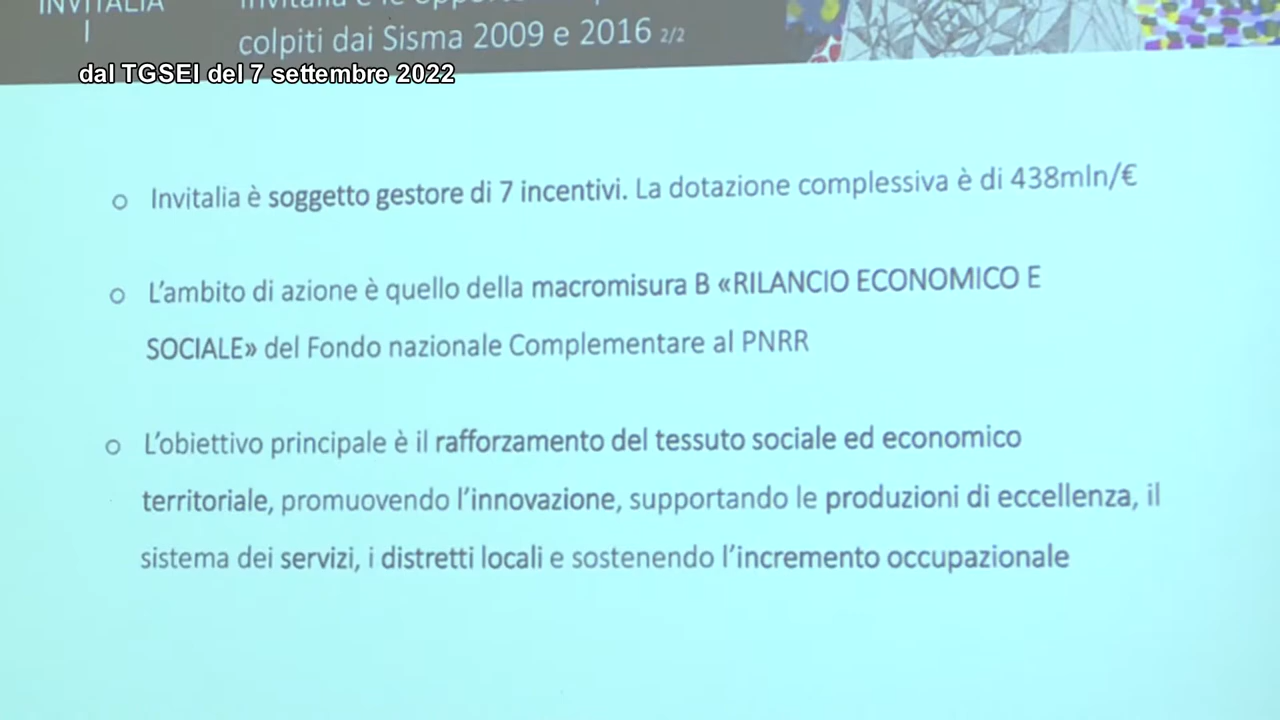 INVITALIA
Invitalia e le
colpiti dai Sisma 2009 e 2016 2/2
dal TGSEI del 7 settembre 2022
○ Invitalia è soggetto gestore di 7 incentivi. La dotazione complessiva è di 438mln/€
○ L'ambito di azione è quello della macromisura B «RILANCIO ECONOMICO E
SOCIALE» del Fondo nazionale Complementare al PNRR
○ L'obiettivo principale è il rafforzamento del tessuto sociale ed economico
territoriale, promuovendo l'innovazione, supportando le produzioni di eccellenza, il
sistema dei servizi, i distretti locali e sostenendo l'incremento occupazionale